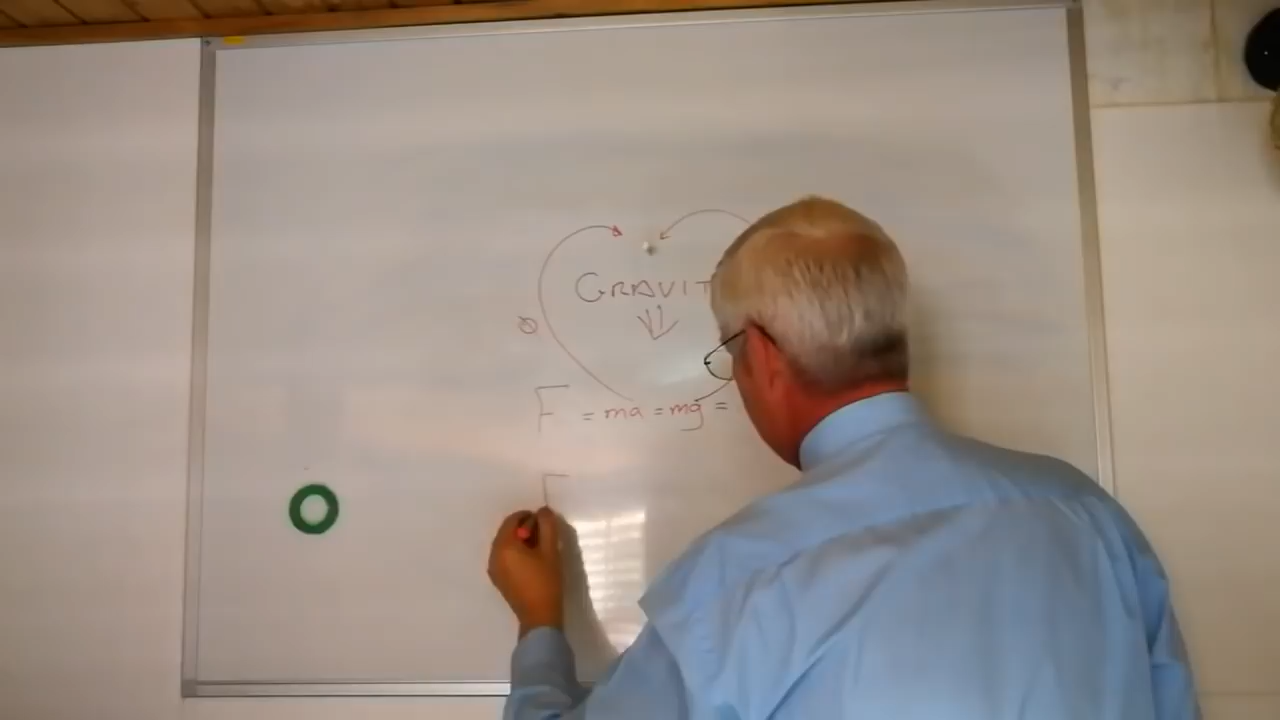 GRAVIT
F = ma = mg =
F